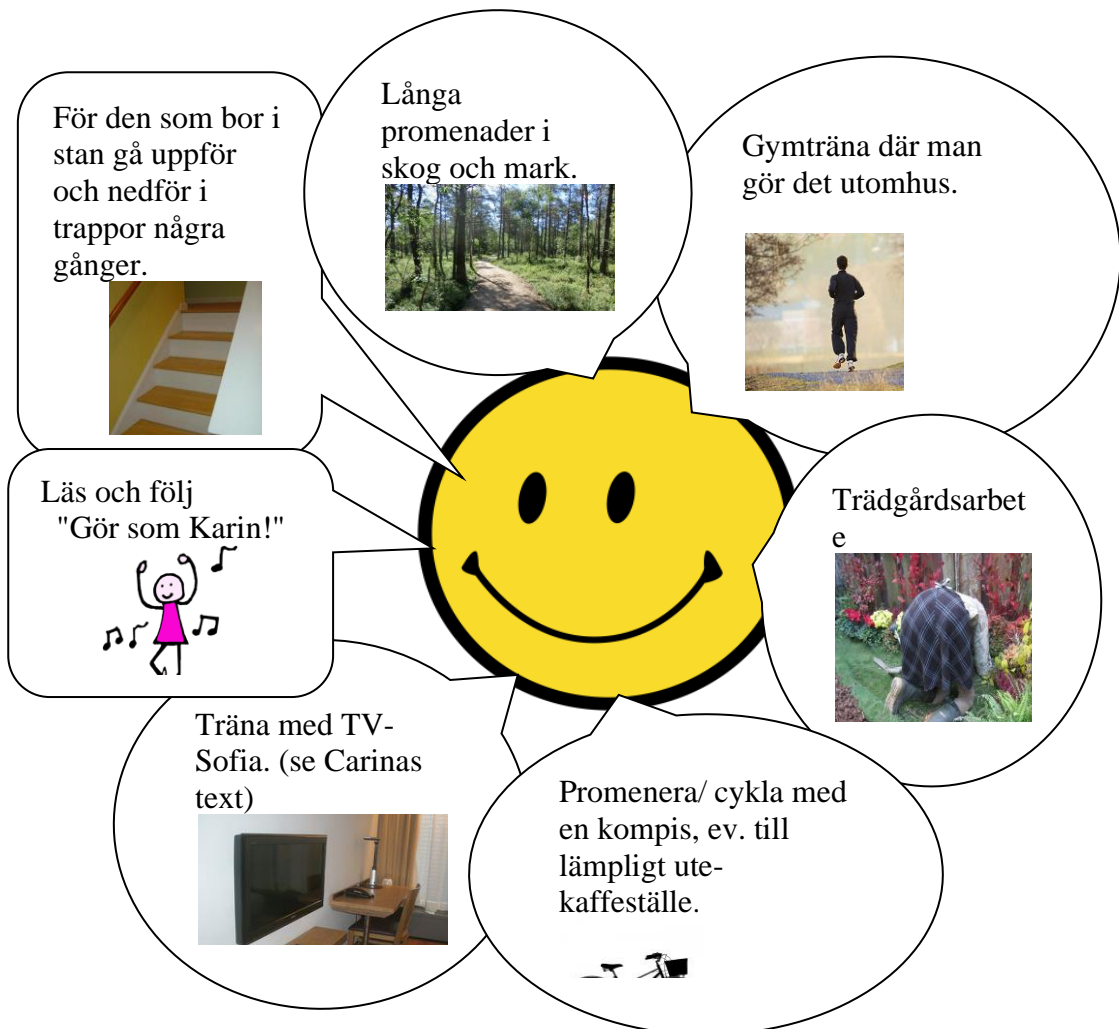 För den som bor i
stan gå uppför
och nedför i
trappor några
gånger.
Långa
promenader i
skog och mark.
Gymträna där man
gör det utomhus.
Läs och följ
"Gör som Karin!"
Trädgårdsarbet
e
Träna med TV-
Sofia. (se Carinas
text)
Promenera/ cykla med
en kompis, ev. till
lämpligt ute-
kaffeställe.